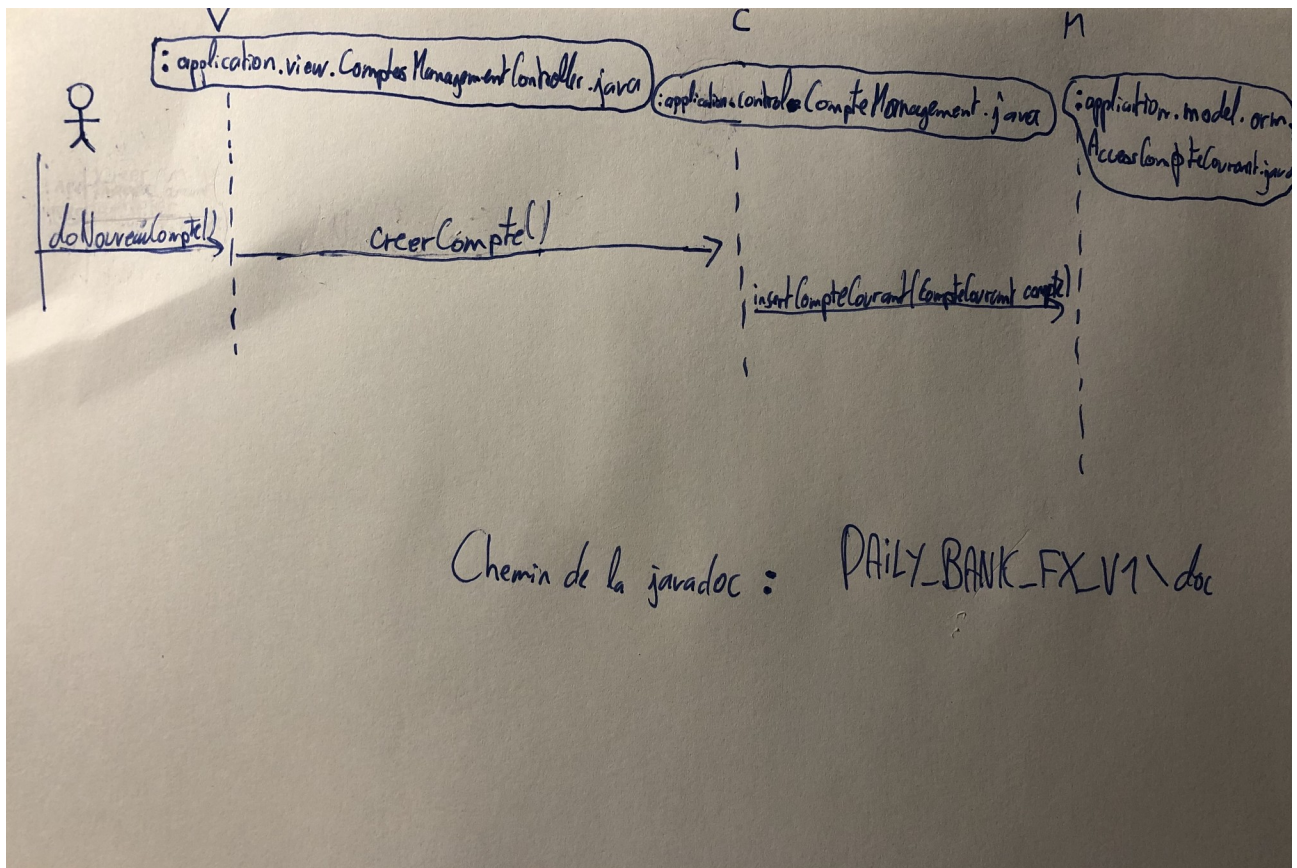 V
C
M
:application.view.ComptesManagementController.java
:application.control.CompteManagement.java
:application.model.orm.
AccessCompteCourant.java
doNouveauCompte()
creerCompte()
insertCompteCourant(CompteCourant compte)
Chemin de la javadoc : DAiLY_BANK_FX_V1\doc